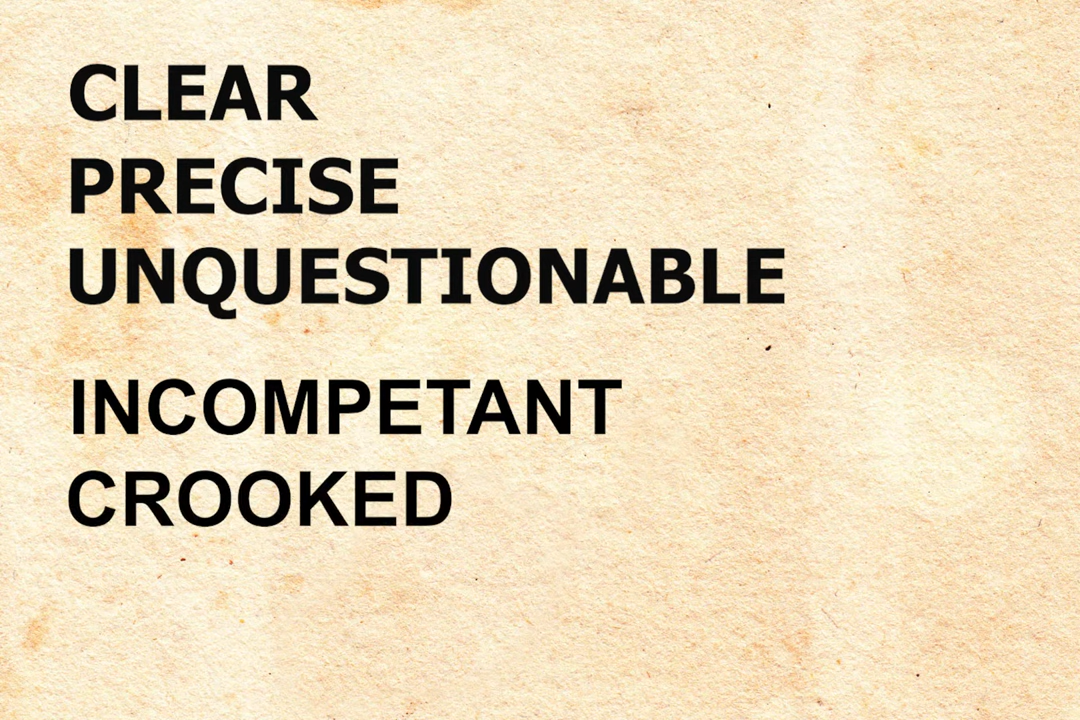 CLEAR
PRECISE
UNQUESTIONABLE
INCOMPETANT
CROOKED